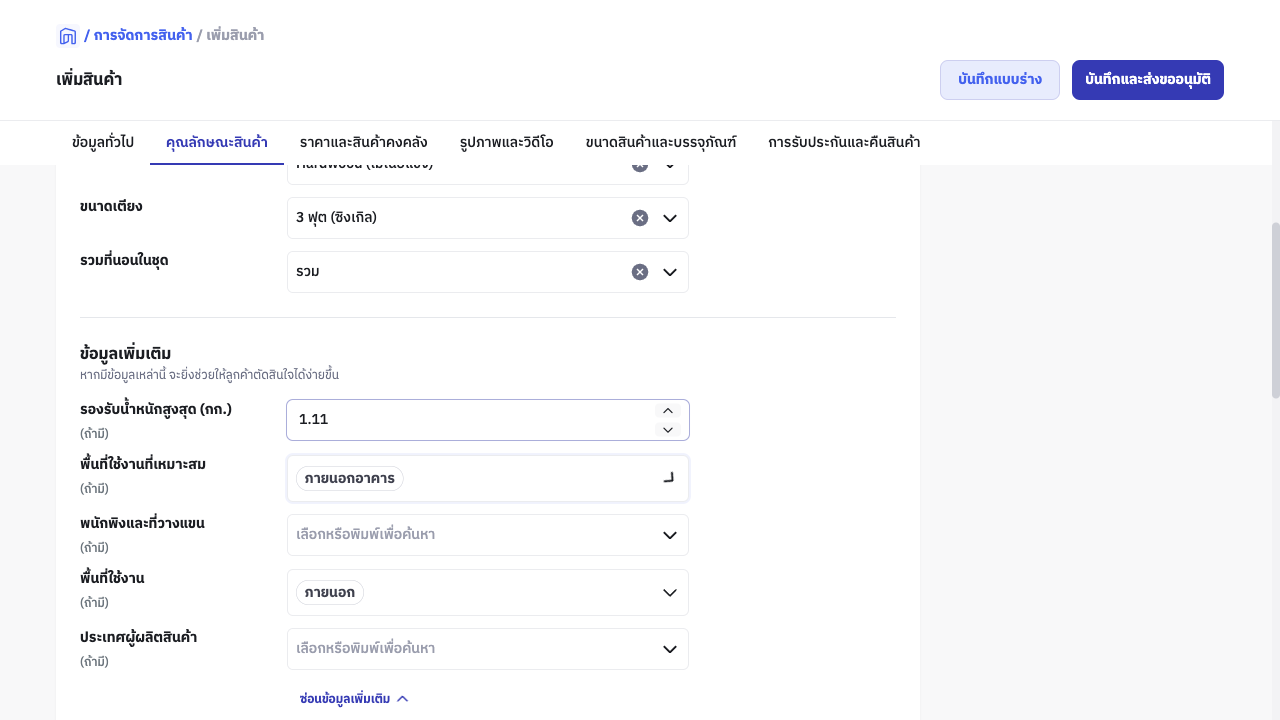 / การจัดการสินค้า / เพิ่มสินค้า
เพิ่มสินค้า
บันทึกแบบร่าง
บันทึกและส่งขออนุมัติ
ข้อมูลทั่วไป
คุณลักษณะสินค้า
ราคาและสินค้าคงคลัง
รูปภาพและวิดีโอ
ขนาดสินค้าและบรรจุภัณฑ์
การรับประกันและคืนสินค้า
ขนาดเตียง
3 ฟุต (ซิงเกิล)
รวมที่นอนในชุด
รวม
ข้อมูลเพิ่มเติม
หากมีข้อมูลเหล่านี้ จะยิ่งช่วยให้ลูกค้าตัดสินใจได้ง่ายขึ้น
รองรับน้ำหนักสูงสุด (กก.)
(ถ้ามี)
1.11
พื้นที่ใช้งานที่เหมาะสม
(ถ้ามี)
ภายนอกอาคาร
พนักพิงและที่วางแขน
(ถ้ามี)
เลือกหรือพิมพ์เพื่อค้นหา
พื้นที่ใช้งาน
(ถ้ามี)
ภายนอก
ประเทศผู้ผลิตสินค้า
(ถ้ามี)
เลือกหรือพิมพ์เพื่อค้นหา
ซ่อนข้อมูลเพิ่มเติม